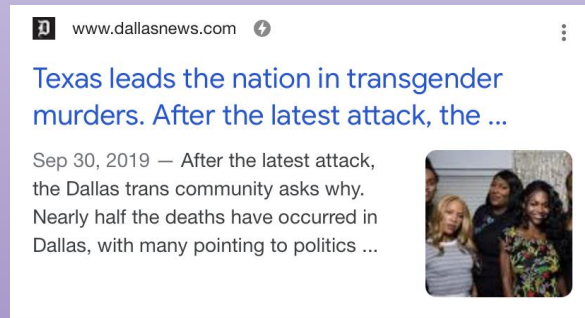 www.dallasnews.com
Texas leads the nation in transgender
murders. After the latest attack, the ...
Sep 30, 2019 — After the latest attack,
the Dallas trans community asks why.
Nearly half the deaths have occurred in
Dallas, with many pointing to politics ...